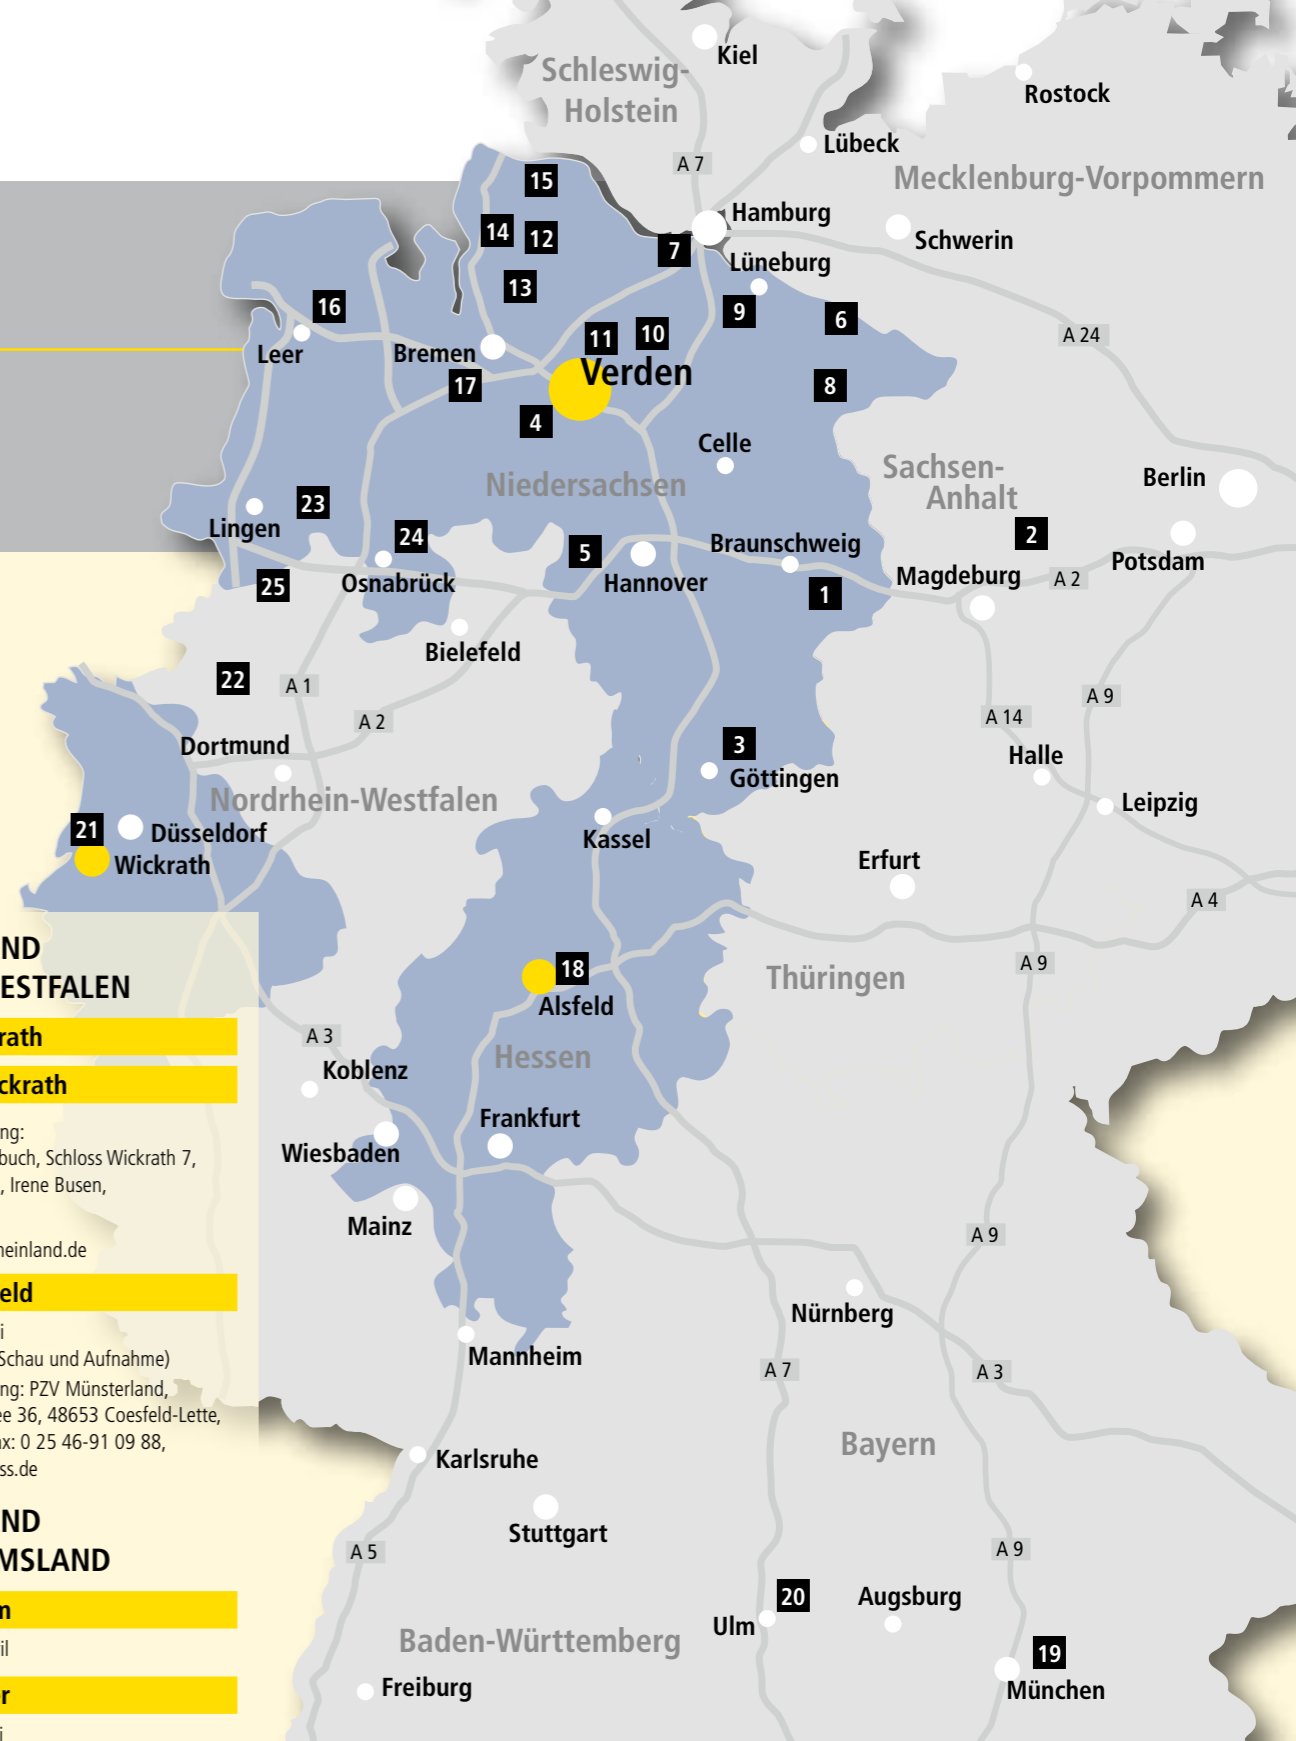 Kiel
Schleswig-
Holstein
Rostock
Lübeck
A 7
Mecklenburg-Vorpommern
15
Hamburg
14
12
Schwerin
7
Lüneburg
13
16
9
6
11
10
A 24
Leer
Bremen
Verden
17
8
4
Celle
Sachsen-
Anhalt
Berlin
Niedersachsen
23
Lingen
24
2
5
Braunschweig
Potsdam
Hannover
Magdeburg
A 2
25
Osnabrück
1
Bielefeld
22
A 1
A 9
A 2
A 14
Dortmund
3
Halle
Göttingen
Nordrhein-Westfalen
Leipzig
21
Düsseldorf
Kassel
Wickrath
Erfurt
A 4
ND
ESTFALEN
18
A 9
Thüringen
Alsfeld
rath
A 3
Hessen
Koblenz
ckrath
Frankfurt
ng:
buch, Schloss Wickrath 7,
, Irene Busen,
Wiesbaden
Mainz
A 9
heinland.de
eld
Nürnberg
i
Schau und Aufnahme)
Mannheim
A 7
A 3
ng: PZV Münsterland,
ee 36, 48653 Coesfeld-Lette,
ax: 0 25 46-91 09 88,
ss.de
Bayern
Karlsruhe
ND
MSLAND
Stuttgart
A 5
A 9
m
20
Augsburg
Ulm
il
Baden-Württemberg
19
r
Freiburg
München
i